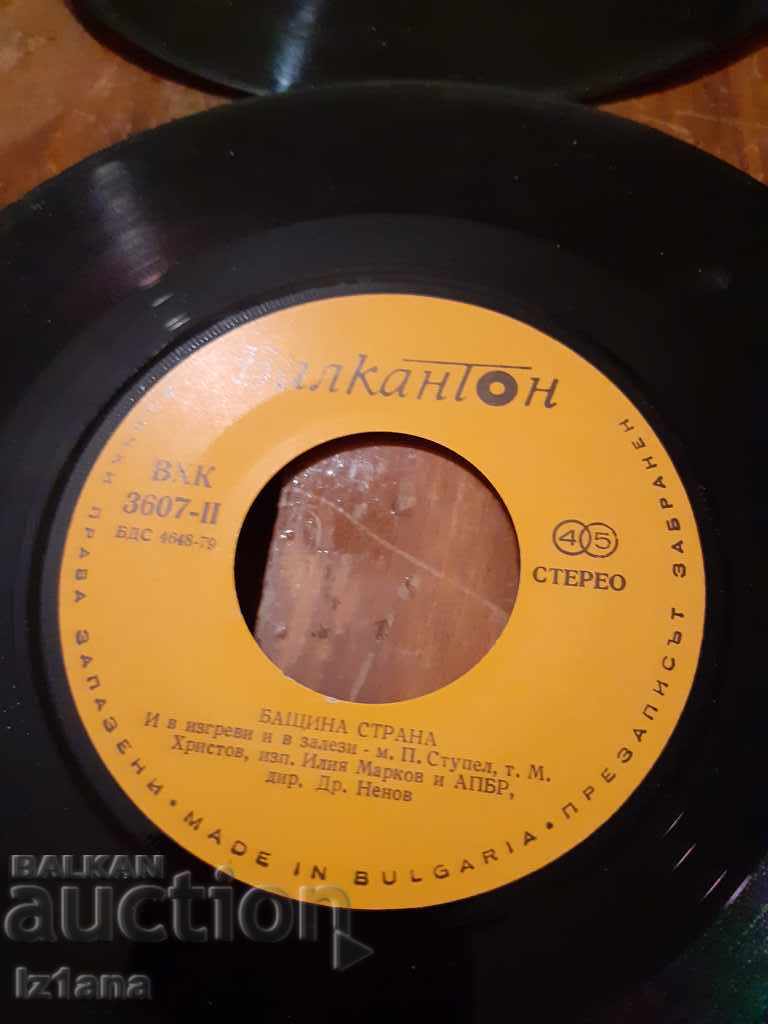 Балкантон
ВХК
3607-II
БДС 4648-79
45
СТЕРЕО
БАЩИНА СТРАНА
И в изгреви и в залези - м. П. Ступел, т. М.
Христов, изп. Илия Марков и АПБР,
дир. Др. Ненов
ПРАВА ЗАПАЗЕНИ • MADE IN BULGARIA • ПРЕЗАПИСЪТ ЗАБРАНЕН
BALKAN
auction
Iz1ana